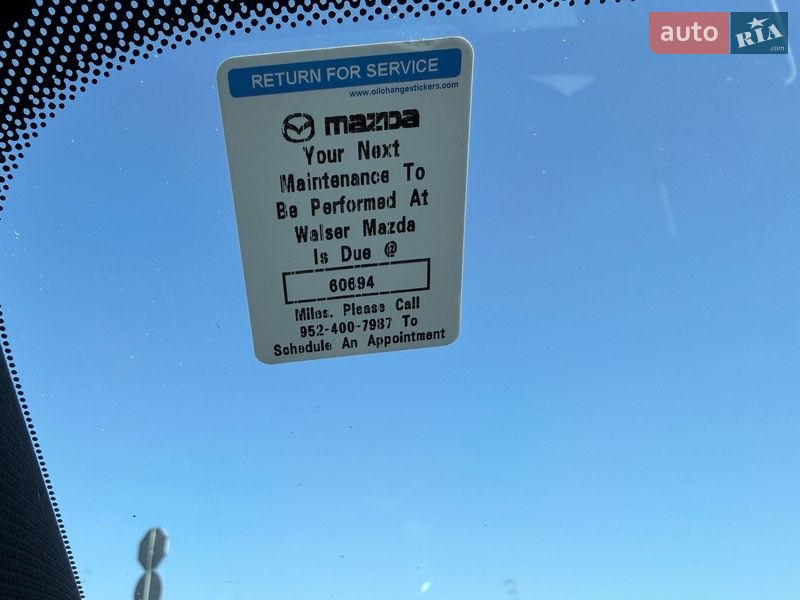 auto RIA
.com
RETURN FOR SERVICE
www.oilchangestickers.com
mazda
Your Next
Maintenance To
Be Performed At
Walser Mazda
Is Due @
60694
Miles. Please Call
952-400-7987 To
Schedule An Appointment